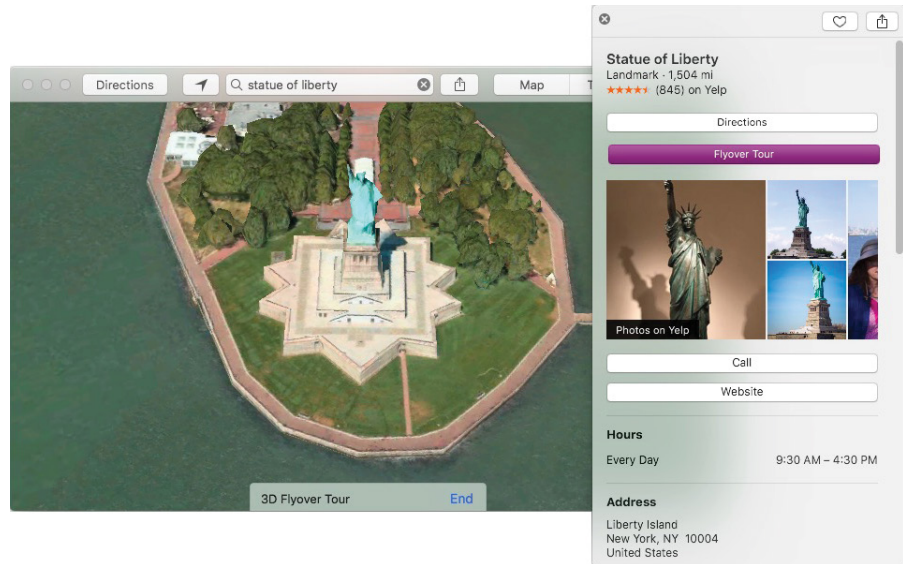 Directions
statue of liberty
Map
3D Flyover Tour
End
Statue of Liberty
Landmark · 1,504 mi
(845) on Yelp
Directions
Flyover Tour
Photos on Yelp
Call
Website
Hours
Every Day 9:30 AM – 4:30 PM
Address
Liberty Island
New York, NY 10004
United States